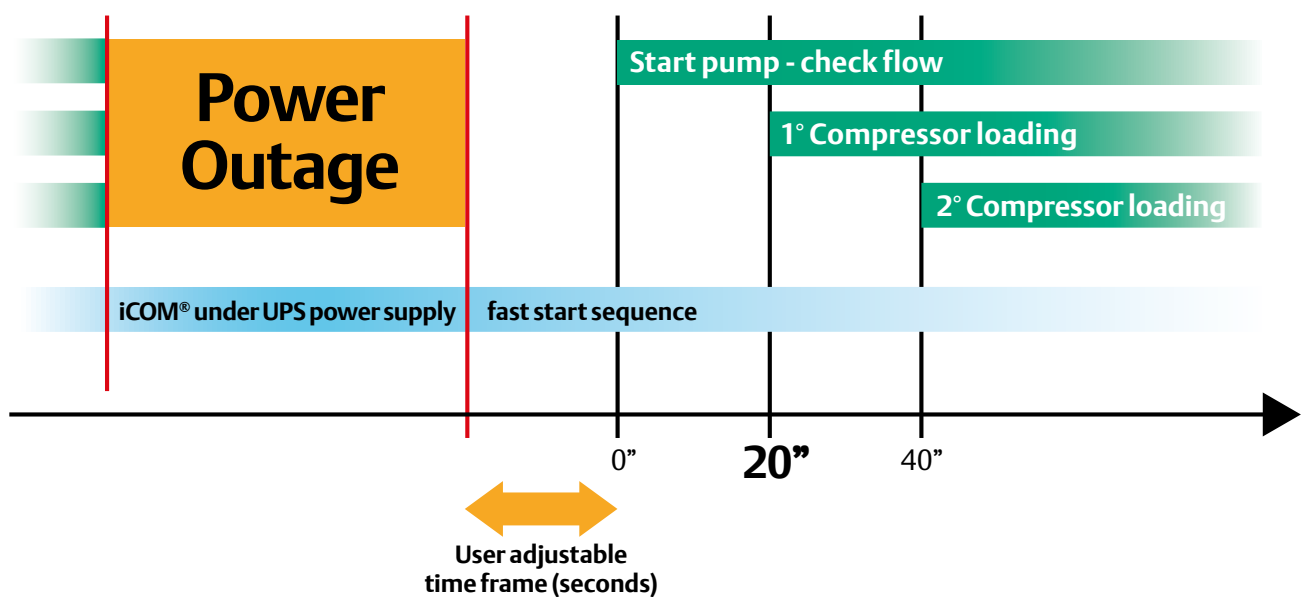 Power
Outage
Start pump - check flow
1° Compressor loading
2° Compressor loading
iCOM® under UPS power supply
fast start sequence
0”
20”
40”
User adjustable
time frame (seconds)